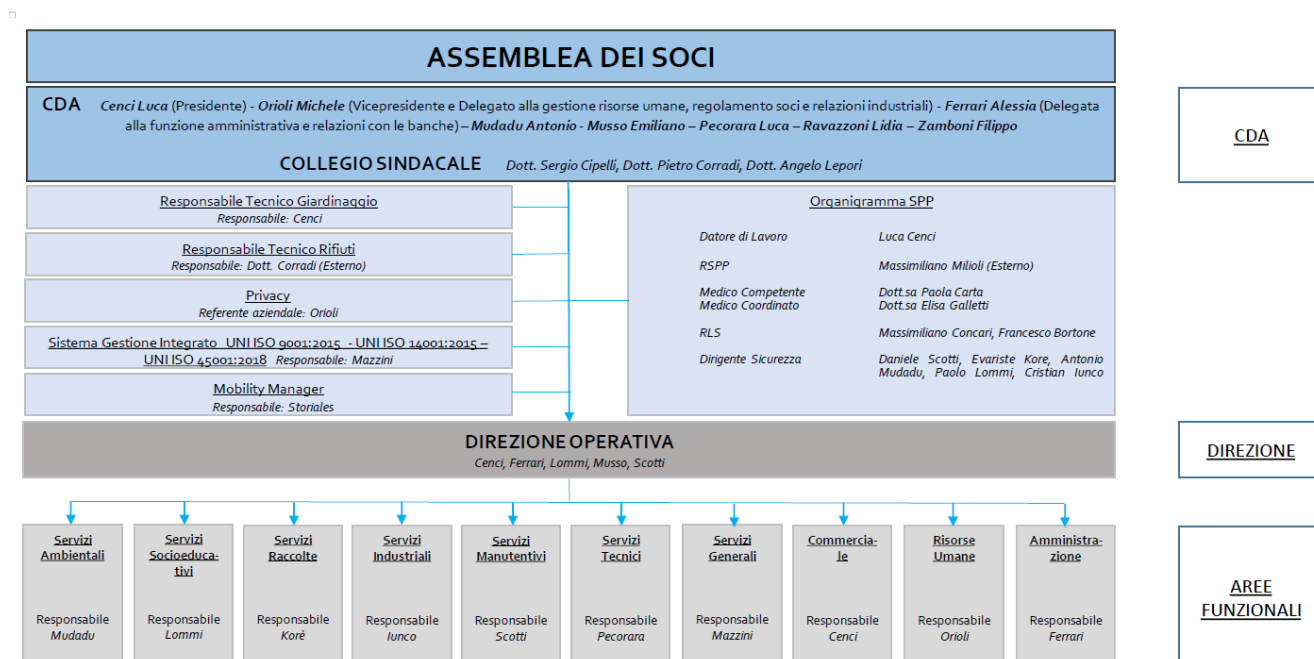 ASSEMBLEA DEI SOCI
CDA Cenci Luca (Presidente) - Orioli Michele (Vicepresidente e Delegato alla gestione risorse umane, regolamento soci e relazioni industriali) - Ferrari Alessia (Delegata
alla funzione amministrativa e relazioni con le banche) – Mudadu Antonio - Musso Emiliano – Pecorara Luca – Ravazzoni Lidia – Zamboni Filippo
COLLEGIO SINDACALE Dott. Sergio Cipelli, Dott. Pietro Corradi, Dott. Angelo Lepori
CDA
Responsabile Tecnico Giardinaggio
Responsabile: Cenci
Responsabile Tecnico Rifiuti
Responsabile: Dott. Corradi (Esterno)
Privacy
Referente aziendale: Orioli
Sistema Gestione Integrato UNI ISO 9001:2015 - UNI ISO 14001:2015 –
UNI ISO 45001:2018 Responsabile: Mazzini
Mobility Manager
Responsabile: Storiales
Organigramma SPP
Datore di Lavoro Luca Cenci
RSPP Massimiliano Milioli (Esterno)
Medico Competente Dott.sa Paola Carta
Medico Coordinato Dott.sa Elisa Galletti
RLS Massimiliano Concari, Francesco Bortone
Dirigente Sicurezza Daniele Scotti, Evariste Kore, Antonio
Mudadu, Paolo Lommi, Cristian Iunco
DIREZIONE OPERATIVA
Cenci, Ferrari, Lommi, Musso, Scotti
DIREZIONE
Servizi
Ambientali
Responsabile
Mudadu
Servizi
Socioeduca-
tivi
Responsabile
Lommi
Servizi
Raccolte
Responsabile
Korè
Servizi
Industriali
Responsabile
Iunco
Servizi
Manutentivi
Responsabile
Scotti
Servizi
Tecnici
Responsabile
Pecorara
Servizi
Generali
Responsabile
Mazzini
Commercia-
le
Responsabile
Cenci
Risorse
Umane
Responsabile
Orioli
Amministra-
zione
Responsabile
Ferrari
AREE
FUNZIONALI